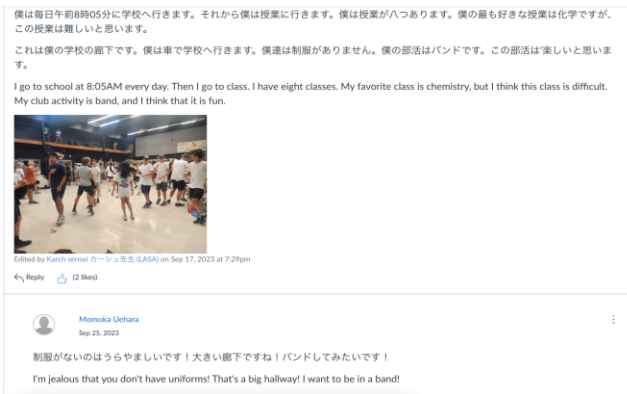 僕は毎日午前8時05分に学校へ行きます。それから僕は授業に行きます。僕は授業が八つあります。僕の最も好きな授業は化学ですが、
この授業は難しいと思います。
これは僕の学校の廊下です。僕は車で学校へ行きます。僕達は制服がありません。僕の部活はバンドです。この部活は'楽しいと思いま
す。
I go to school at 8:05AM every day. Then I go to class. I have eight classes. My favorite class is chemistry, but I think this class is difficult.
My club activity is band, and I think that it is fun.
Edited by Karch sensei カーシュ先生 (LASA) on Sep 17, 2023 at 7:29pm
Reply (2 likes)
Momoka Uehara
Sep 25, 2023
制服がないのはうらやましいです！大きい廊下ですね！バンドしてみたいです！
I'm jealous that you don't have uniforms! That's a big hallway! I want to be in a band!